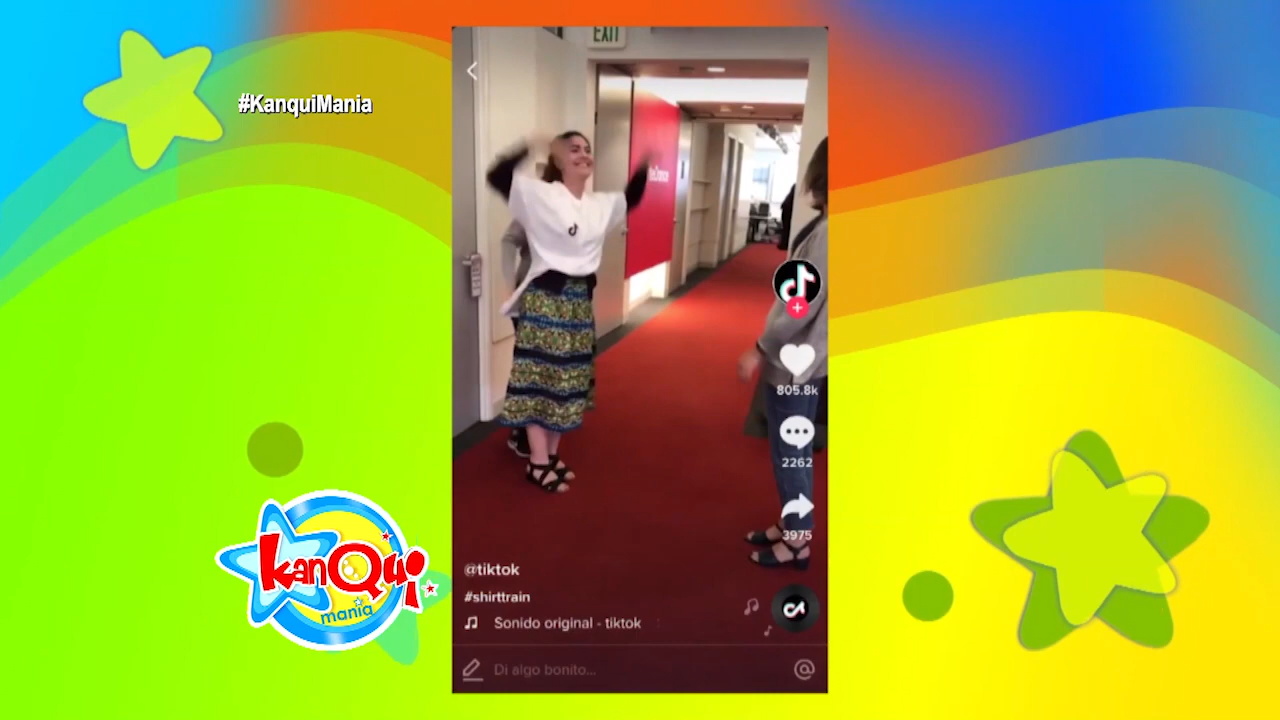 EXIT
#KanquiMania
805.8k
2262
3975
kanQui
mania
@tiktok
#shirttrain
Sonido original - tiktok
Di algo bonito...